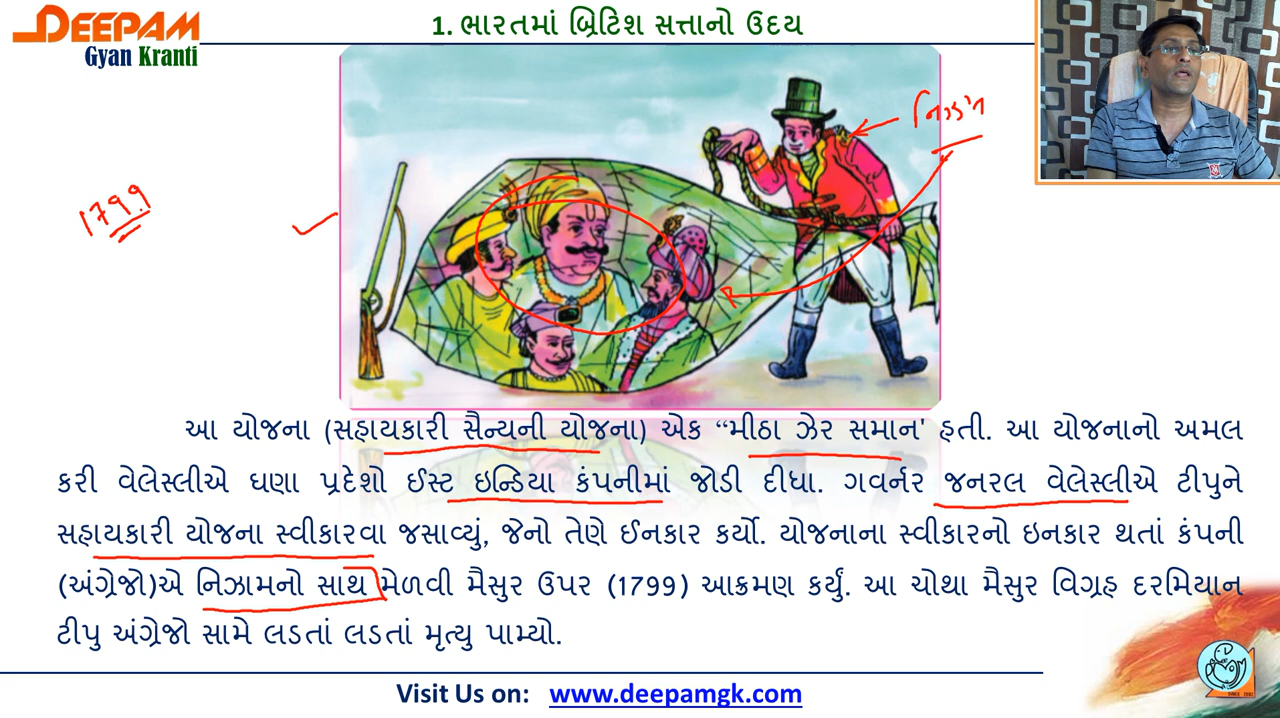 DEEPAM
Gyan Kranti
1. ભારતમાં બ્રિટિશ સત્તાનો ઉદય
1799
આ યોજના (સહાયકારી સૈન્યની યોજના) એક “મીઠા ઝેર સમાન' હતી. આ યોજનાનો અમલ
કરી વેલેસ્લીએ ઘણા પ્રદેશો ઈસ્ટ ઇન્ડિયા કંપનીમાં જોડી દીધા. ગવર્નર જનરલ વેલેસ્લીએ ટીપુને
સહાયકારી યોજના સ્વીકારવા જસાવ્યું, જેનો તેણે ઈનકાર કર્યો. યોજનાના સ્વીકારનો ઇનકાર થતાં કંપની
(અંગ્રેજો)એ નિઝામનો સાથ મેળવી મૈસુર ઉપર (1799) આક્રમણ કર્યું. આ ચોથા મૈસુર વિગ્રહ દરમિયાન
ટીપુ અંગ્રેજો સામે લડતાં લડતાં મૃત્યુ પામ્યો.
Visit Us on: www.deepamgk.com